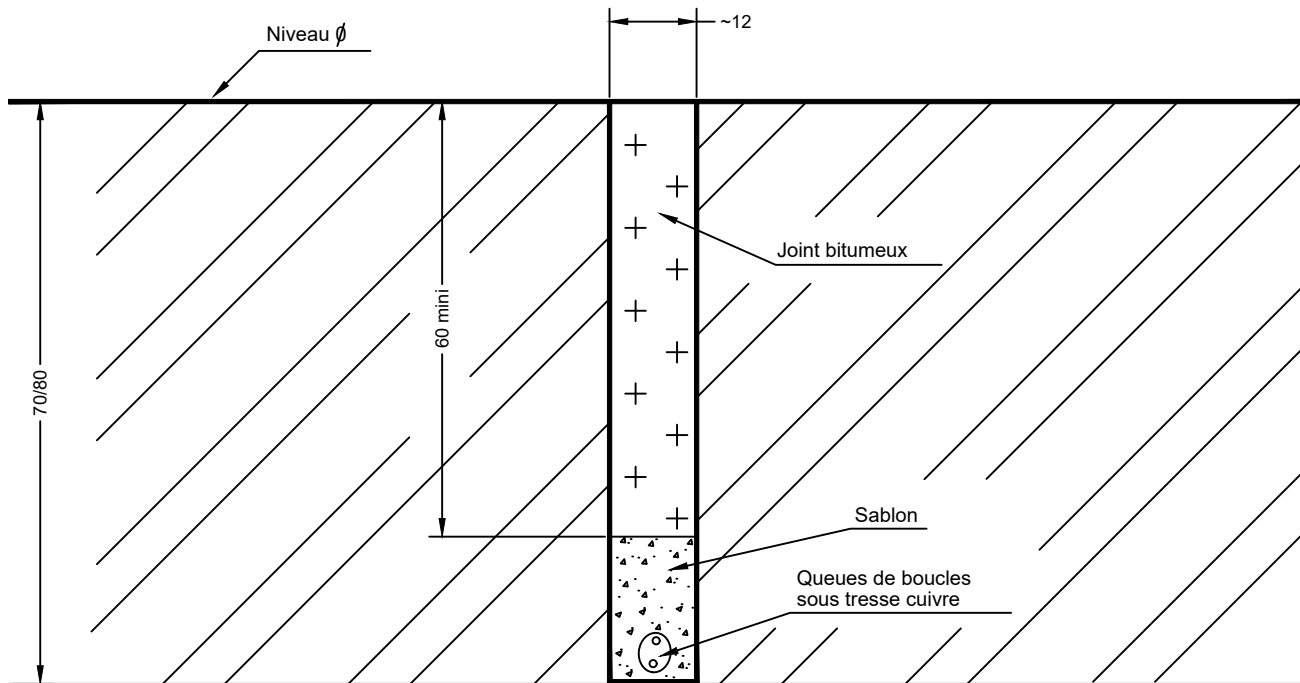 ~12
Niveau ϕ
Joint bitumeux
60 mini
70/80
Sablon
Queues de boucles
sous tresse cuivre